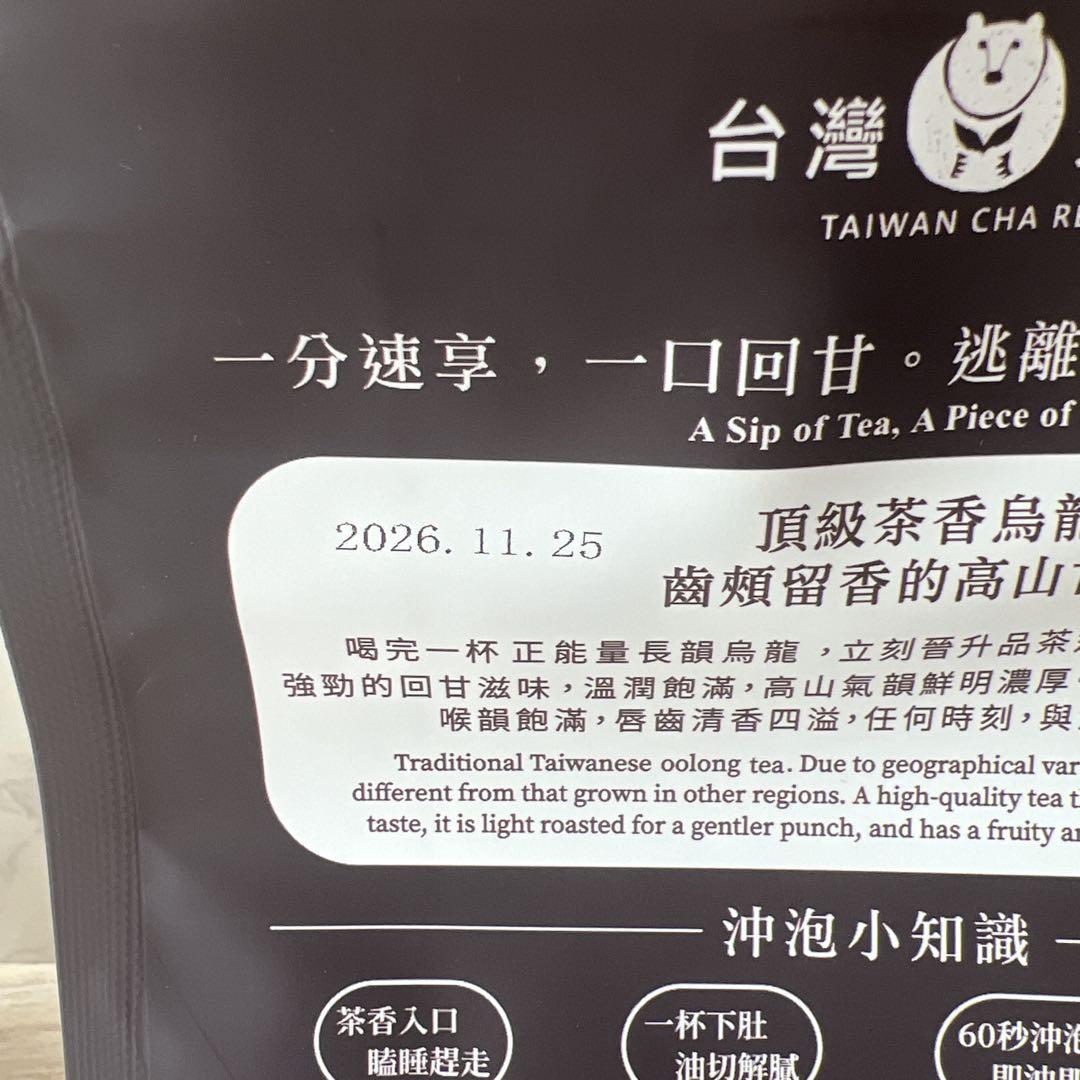 台灣
TAIWAN CHA
一分速享，一口回甘。逃離
A Sip of Tea, A Piece of
2026. 11. 25
頂級茶香烏龍
齒頰留香的高山
喝完一杯 正能量長韻烏龍，立刻晉升品茶
強勁的回甘滋味，溫潤飽滿，高山氣韻鮮明濃厚
喉韻飽滿，唇齒清香四溢，任何時刻，與
Traditional Taiwanese oolong tea. Due to geographical
different from that grown in other regions. A high-quality tea
taste, it is light roasted for a gentler punch, and has a fruity
沖泡小知識
茶香入口
瞌睡趕走
一杯下肚
油切解膩
60秒沖泡